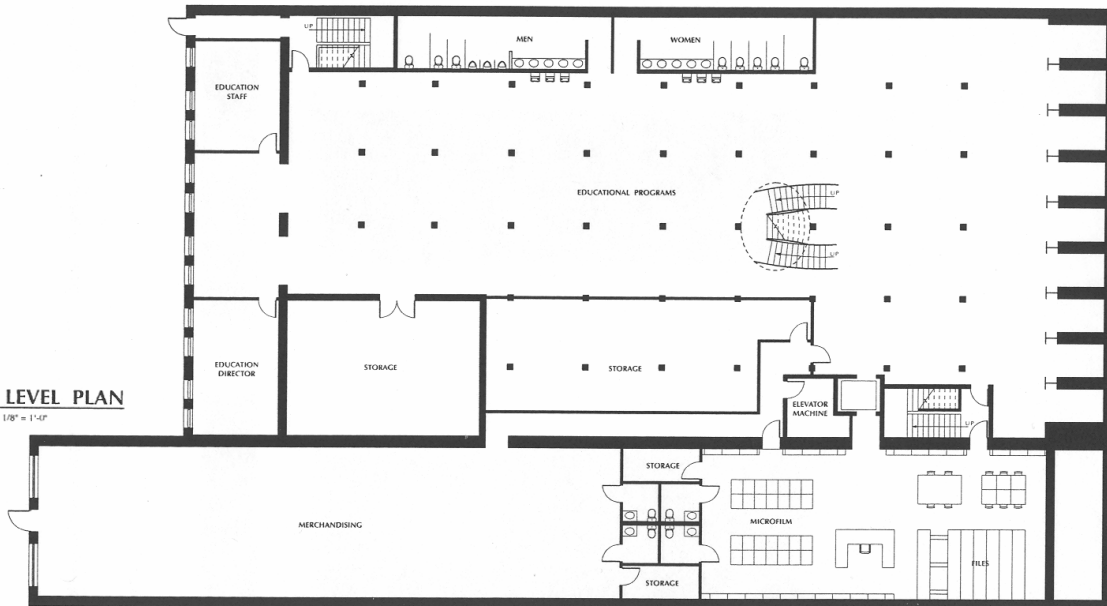 UP
MEN
WOMEN
EDUCATION
STAFF
EDUCATIONAL PROGRAMS
UP
UP
EDUCATION
DIRECTOR
STORAGE
STORAGE
LEVEL PLAN
1/8" = 1'-0"
ELEVATOR
MACHINE
UP
STORAGE
MERCHANDISING
MICROFILM
FILES
STORAGE